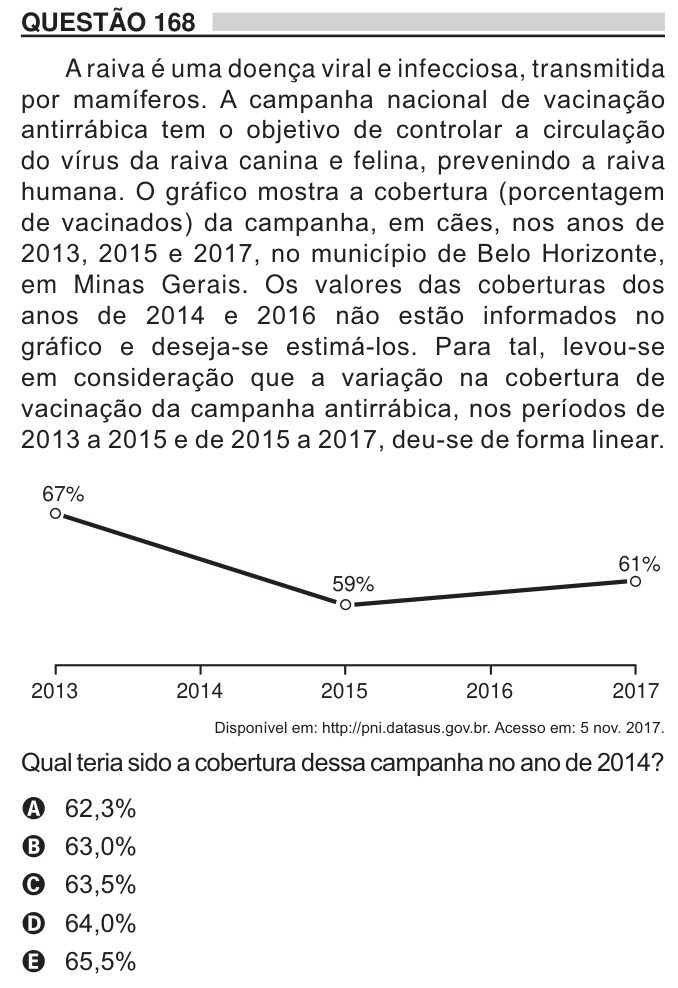 QUESTÃO 168
A raiva é uma doença viral e infecciosa, transmitida
por mamíferos. A campanha nacional de vacinação
antirrábica tem o objetivo de controlar a circulação
do vírus da raiva canina e felina, prevenindo a raiva
humana. O gráfico mostra a cobertura (porcentagem
de vacinados) da campanha, em cães, nos anos de
2013, 2015 e 2017, no município de Belo Horizonte,
em Minas Gerais. Os valores das coberturas dos
anos de 2014 e 2016 não estão informados no
gráfico e deseja-se estimá-los. Para tal, levou-se
em consideração que a variação na cobertura de
vacinação da campanha antirrábica, nos períodos de
2013 a 2015 e de 2015 a 2017, deu-se de forma linear.
67%
59%
61%
2013 2014 2015 2016 2017
Disponível em: http://pni.datasus.gov.br. Acesso em: 5 nov. 2017.
Qual teria sido a cobertura dessa campanha no ano de 2014?
A 62,3%
B 63,0%
C 63,5%
D 64,0%
E 65,5%